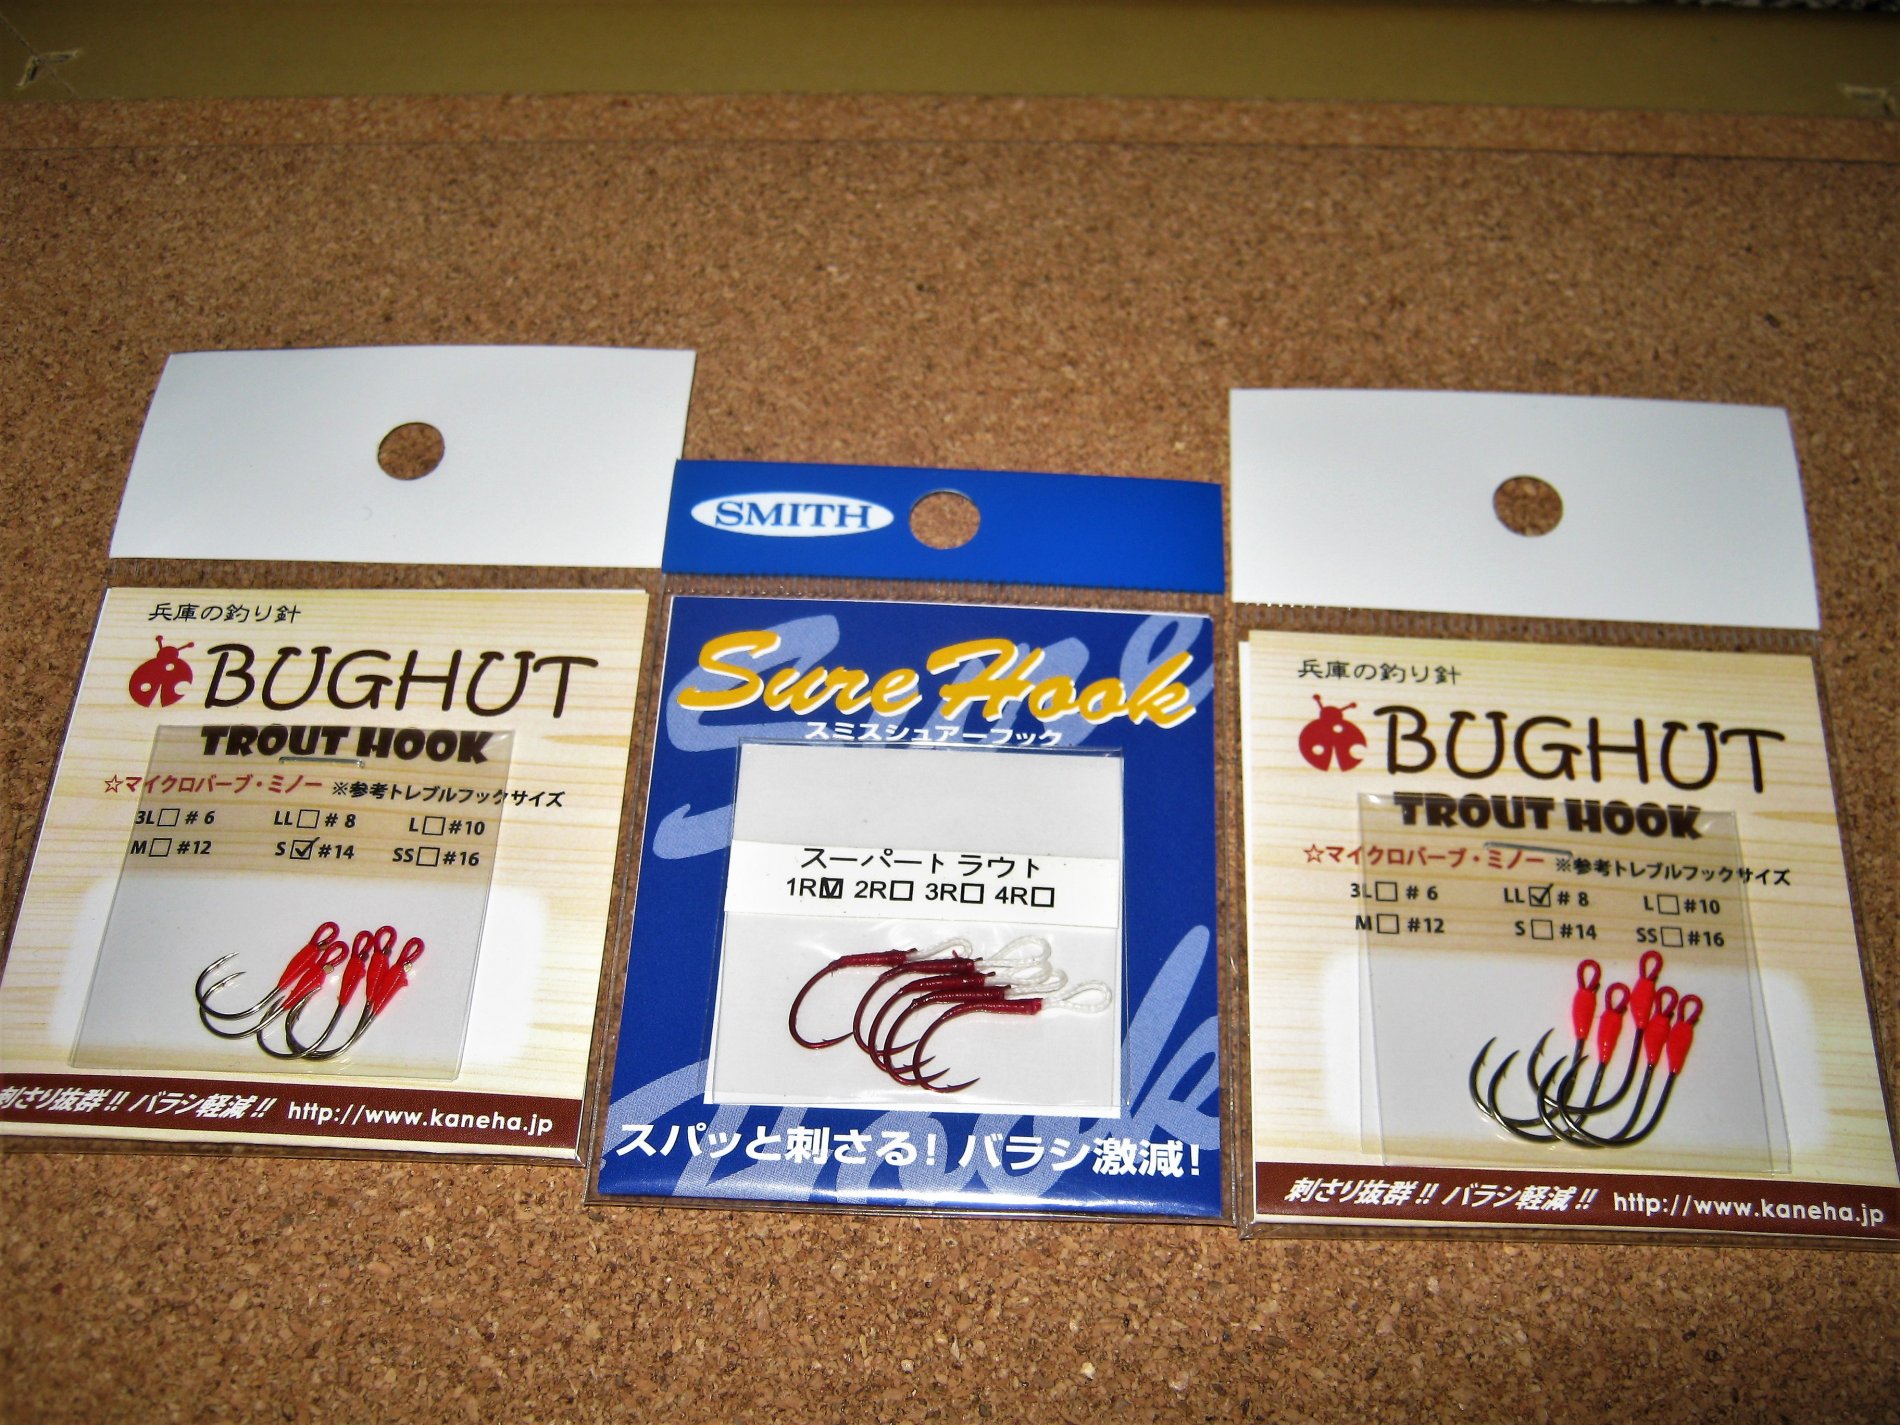 兵庫の釣り針
BUGHUT
TROUT HOOK
☆マイクロバーブ・ミノー ※参考トレブルフックサイズ
3L□ # 6 LL□ # 8 L□ #10
M□ #12 S☑ #14 SS□ #16
刺さり抜群!! バラシ軽減!! http://www.kaneha.jp
SMITH
Sure Hook
スミスシュアーフック
スーパートラウト
1R☑ 2R□ 3R□ 4R□
スパッと刺さる! バラシ激減!
兵庫の釣り針
BUGHUT
TROUT HOOK
☆マイクロバーブ・ミノー ※参考トレブルフックサイズ
3L□ # 6 LL☑ # 8 L□ #10
M□ #12 S□ #14 SS□ #16
刺さり抜群!! バラシ軽減!! http://www.kaneha.jp